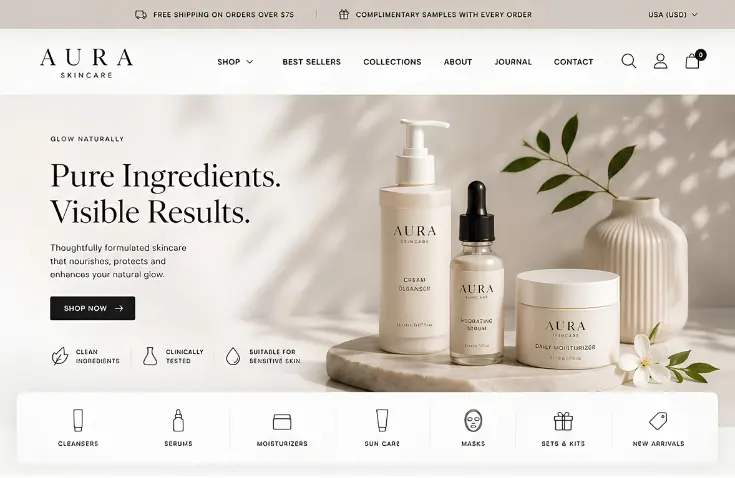 FREE SHIPPING ON ORDERS OVER $75
COMPLIMENTARY SAMPLES WITH EVERY ORDER
USA (USD)
AURA
SKINCARE
SHOP
BEST SELLERS
COLLECTIONS
ABOUT
JOURNAL
CONTACT
0
GLOW NATURALLY
Pure Ingredients.
Visible Results.
Thoughtfully formulated skincare
that nourishes, protects and
enhances your natural glow.
SHOP NOW
CLEAN
INGREDIENTS
CLINICALLY
TESTED
SUITABLE FOR
SENSITIVE SKIN
AURA
SKINCARE
CREAM
CLEANSER
AURA
SKINCARE
HYDRATING
SERUM
AURA
SKINCARE
DAILY MOISTURIZER
CLEANSERS
SERUMS
MOISTURIZERS
SUN CARE
MASKS
SETS & KITS
NEW ARRIVALS